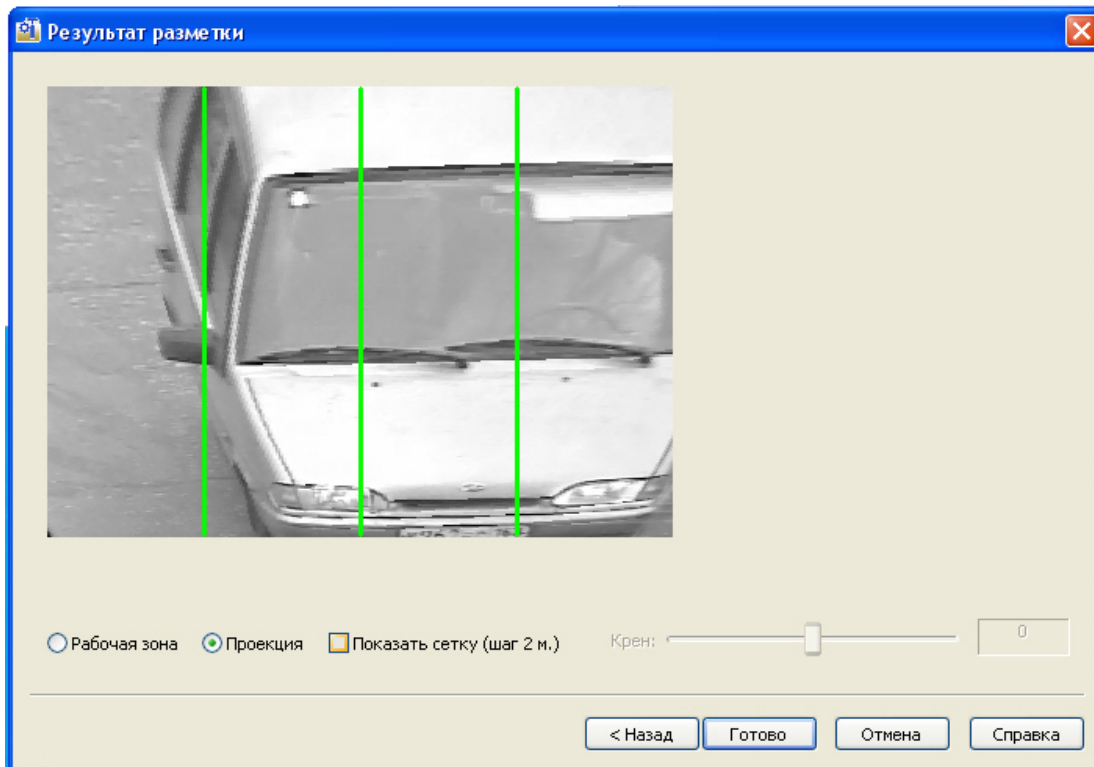 Результат разметки
Рабочая зона Проекция Показать сетку (шаг 2 м.) Крен: 0
< Назад Готово Отмена Справка